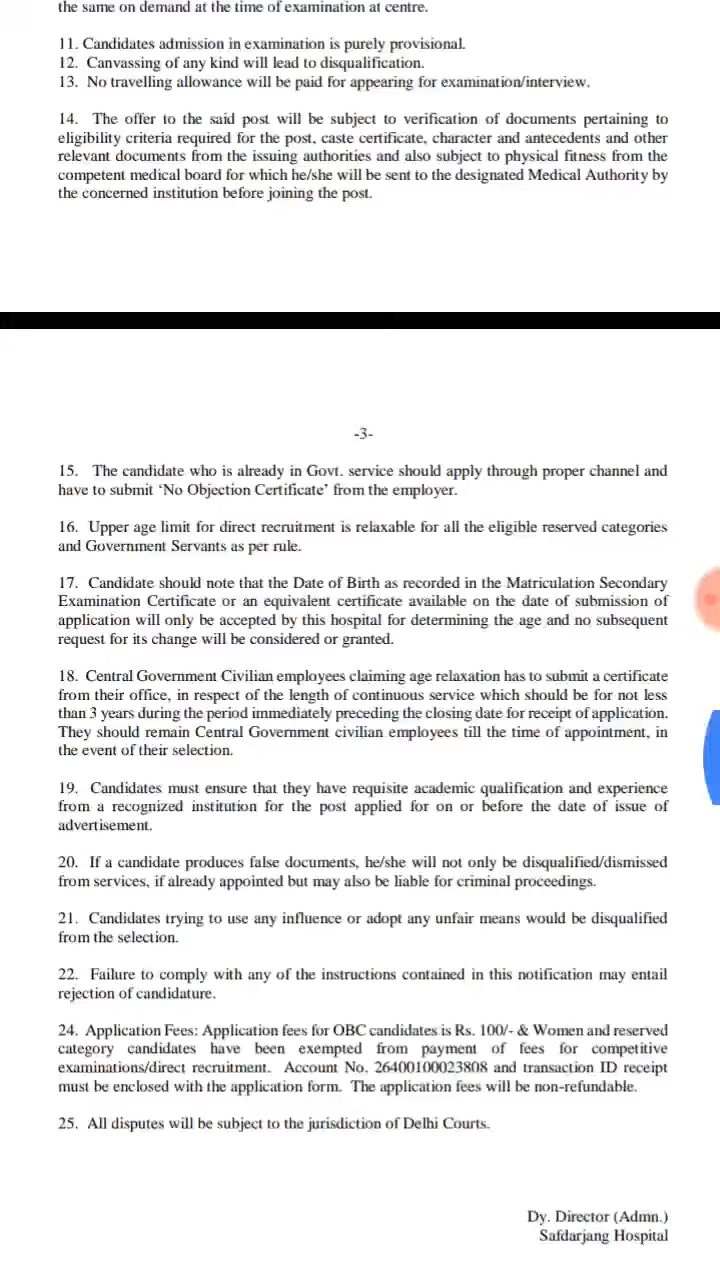 the same on demand at the time of examination at centre.
11. Candidates admission in examination is purely provisional.
12. Canvassing of any kind will lead to disqualification.
13. No travelling allowance will be paid for appearing for examination/interview.
14. The offer to the said post will be subject to verification of documents pertaining to
eligibility criteria required for the post, caste certificate, character and antecedents and other
relevant documents from the issuing authorities and also subject to physical fitness from the
competent medical board for which he/she will be sent to the designated Medical Authority by
the concerned institution before joining the post.
-3-
15. The candidate who is already in Govt. service should apply through proper channel and
have to submit ‘No Objection Certificate’ from the employer.
16. Upper age limit for direct recruitment is relaxable for all the eligible reserved categories
and Government Servants as per rule.
17. Candidate should note that the Date of Birth as recorded in the Matriculation Secondary
Examination Certificate or an equivalent certificate available on the date of submission of
application will only be accepted by this hospital for determining the age and no subsequent
request for its change will be considered or granted.
18. Central Government Civilian employees claiming age relaxation has to submit a certificate
from their office, in respect of the length of continuous service which should be for not less
than 3 years during the period immediately preceding the closing date for receipt of application.
They should remain Central Government civilian employees till the time of appointment, in
the event of their selection.
19. Candidates must ensure that they have requisite academic qualification and experience
from a recognized institution for the post applied for on or before the date of issue of
advertisement.
20. If a candidate produces false documents, he/she will not only be disqualified/dismissed
from services, if already appointed but may also be liable for criminal proceedings.
21. Candidates trying to use any influence or adopt any unfair means would be disqualified
from the selection.
22. Failure to comply with any of the instructions contained in this notification may entail
rejection of candidature.
24. Application Fees: Application fees for OBC candidates is Rs. 100/- & Women and reserved
category candidates have been exempted from payment of fees for competitive
examinations/direct recruitment. Account No. 26400100023808 and transaction ID receipt
must be enclosed with the application form. The application fees will be non-refundable.
25. All disputes will be subject to the jurisdiction of Delhi Courts.
Dy. Director (Admn.)
Safdarjang Hospital